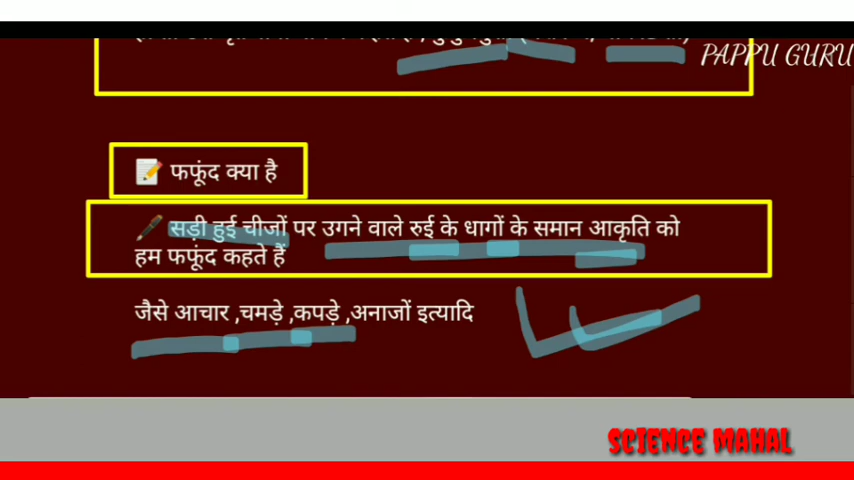 PAPPU GURU
📝 फफूंद क्या है
🖋️ सड़ी हुई चीजों पर उगने वाले रुई के धागों के समान आकृति को
हम फफूंद कहते हैं
जैसे आचार ,चमड़े ,कपड़े ,अनाजों इत्यादि
SCIENCE MAHAL